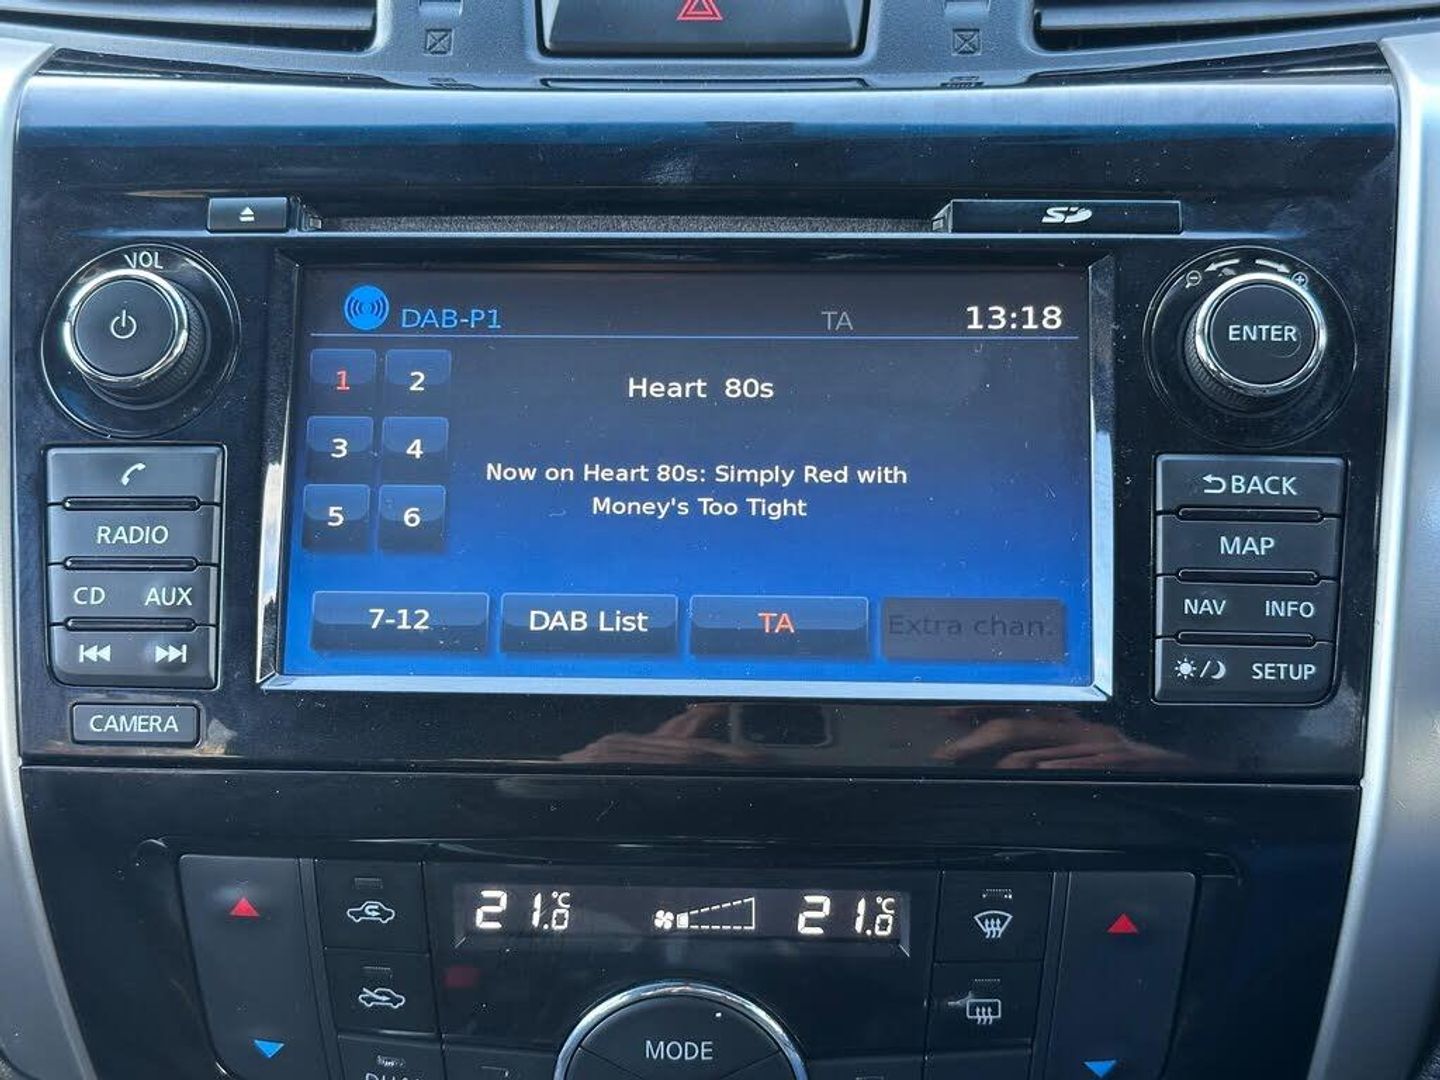 VOL
SD
ENTER
DAB-P1 TA 13:18
1 2
Heart 80s
3 4
Now on Heart 80s: Simply Red with
Money's Too Tight
5 6
7-12 DAB List TA Extra chan.
RADIO
CD AUX
CAMERA
BACK
MAP
NAV INFO
SETUP
21.0 °C 21.0 °C
MODE